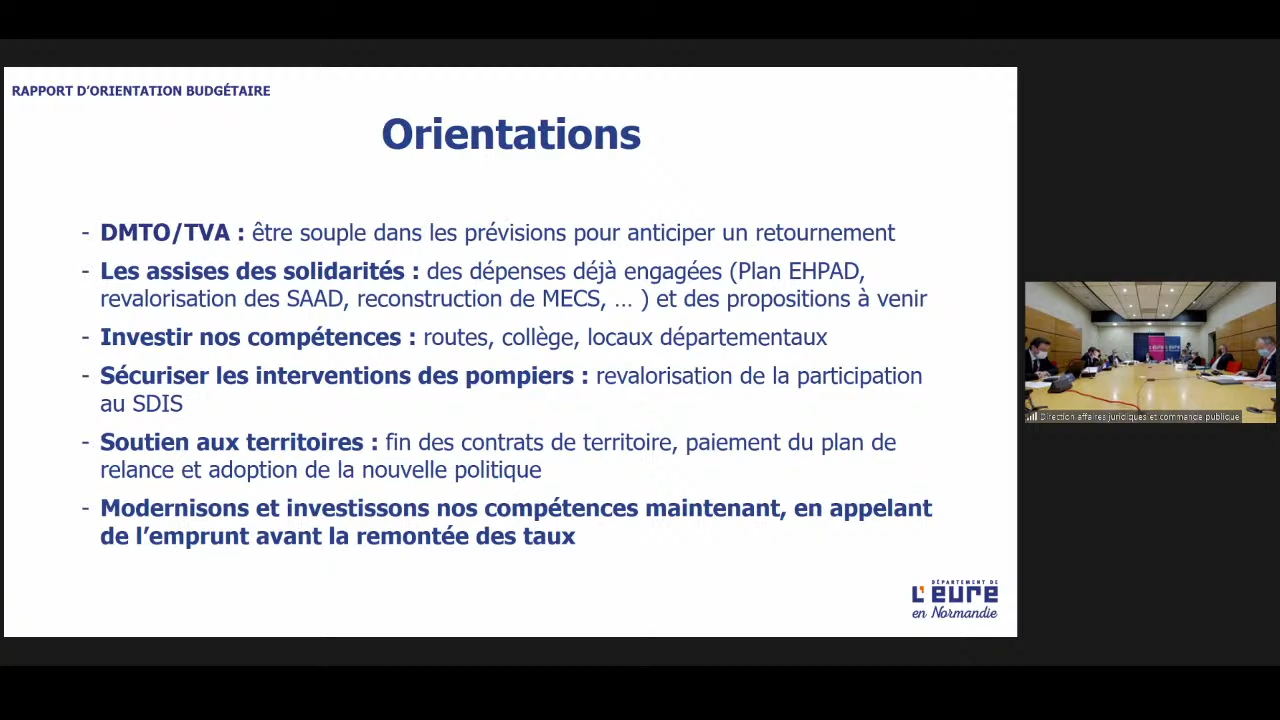 RAPPORT D'ORIENTATION BUDGÉTAIRE
Orientations
- DMTO/TVA : être souple dans les prévisions pour anticiper un retournement
- Les assises des solidarités : des dépenses déjà engagées (Plan EHPAD,
revalorisation des SAAD, reconstruction de MECS, ... ) et des propositions à venir
- Investir nos compétences : routes, collège, locaux départementaux
- Sécuriser les interventions des pompiers : revalorisation de la participation
au SDIS
- Soutien aux territoires : fin des contrats de territoire, paiement du plan de
relance et adoption de la nouvelle politique
- Modernisons et investissons nos compétences maintenant, en appelant
de l'emprunt avant la remontée des taux
DÉPARTEMENT DE
L'EURE
en Normandie
Direction affaires juridiques et commande publique